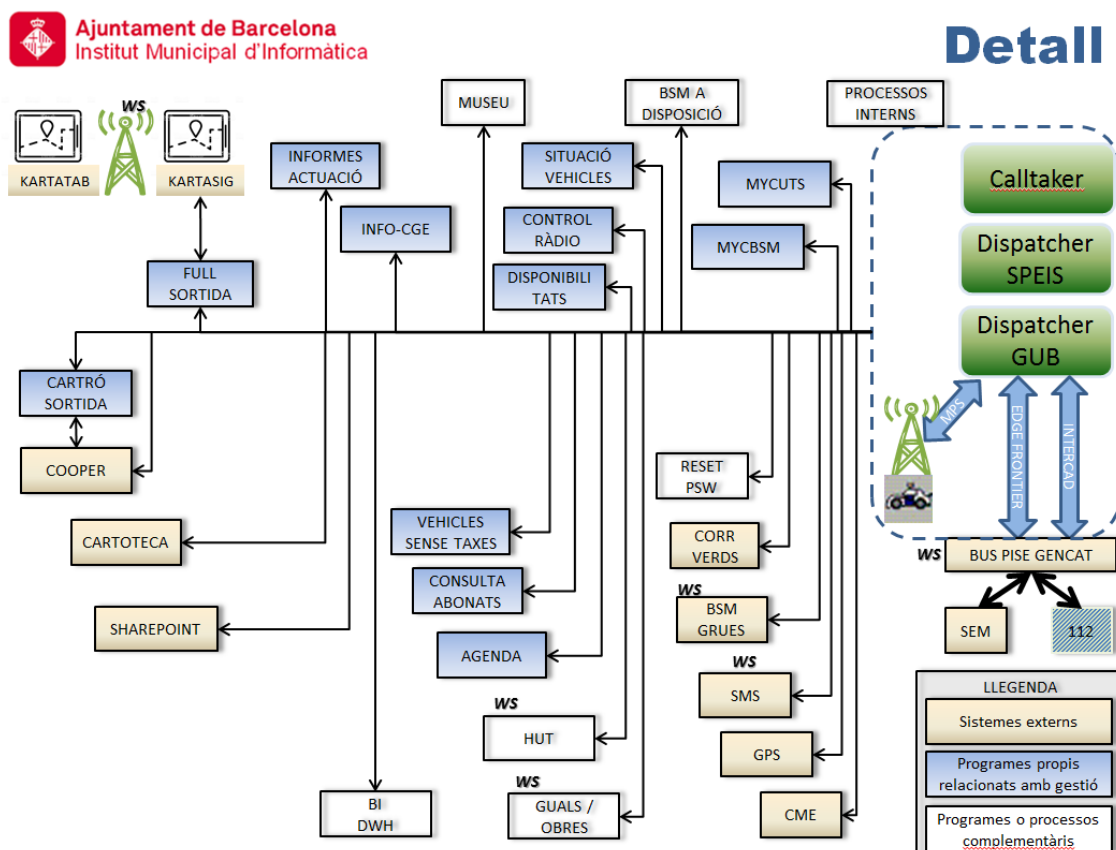 Ajuntament de Barcelona
Institut Municipal d'Informàtica
Detall
WS
KARTATAB
KARTASIG
INFORMES
ACTUACIÓ
INFO-CGE
FULL
SORTIDA
MUSEU
BSM A
DISPOSICIÓ
PROCESSOS
INTERNS
SITUACIÓ
VEHICLES
CONTROL
RÀDIO
DISPONIBILI
TATS
MYCUTS
MYCBSM
Calltaker
Dispatcher
SPEIS
Dispatcher
GUB
MPS
EDGE FRONTIER
INTERCAD
CARTRÓ
SORTIDA
COOPER
CARTOTECA
SHAREPOINT
VEHICLES
SENSE TAXES
CONSULTA
ABONATS
AGENDA
WS
HUT
WS
GUALS /
OBRES
BI
DWH
RESET
PSW
CORR
VERDS
WS
BSM
GRUES
WS
SMS
GPS
CME
WS
BUS PISE GENCAT
SEM
112
LLEGENDA
Sistemes externs
Programes propis
relacionats amb gestió
Programes o processos
complementàris